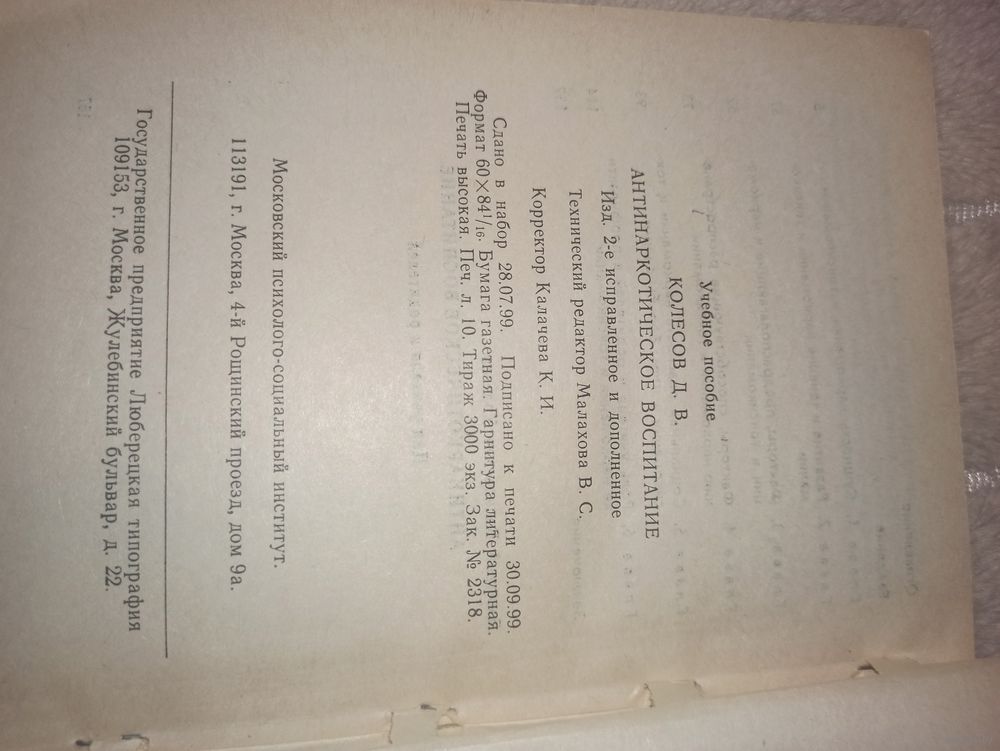 Учебное пособие
КОЛЕСОВ Д. В.
АНТИНАРКОТИЧЕСКОЕ ВОСПИТАНИЕ
Изд. 2-е исправленное и дополненное
Технический редактор Малахова В. С.
Корректор Калачева К. И.
Сдано в набор 28.07.99. Подписано к печати 30.09.99.
Формат 60×84¹/₁₆. Бумага газетная. Гарнитура литературная.
Печать высокая. Печ. л. 10. Тираж 3000 экз. Зак. № 2318.
Московский психолого-социальный институт.
113191, г. Москва, 4-й Рощинский проезд, дом 9а.
Государственное предприятие Люберецкая типография
109153, г. Москва, Жулебинский бульвар, д. 22.